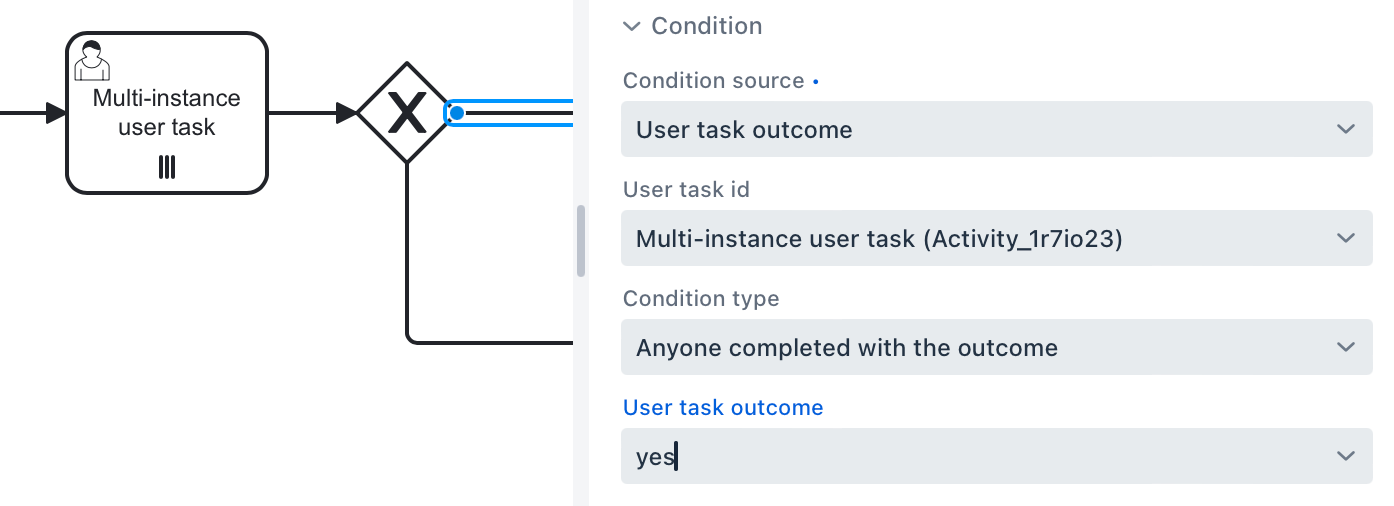 Multi-instance
user task
X
Condition
Condition source
User task outcome
User task id
Multi-instance user task (Activity_1r7io23)
Condition type
Anyone completed with the outcome
User task outcome
yes